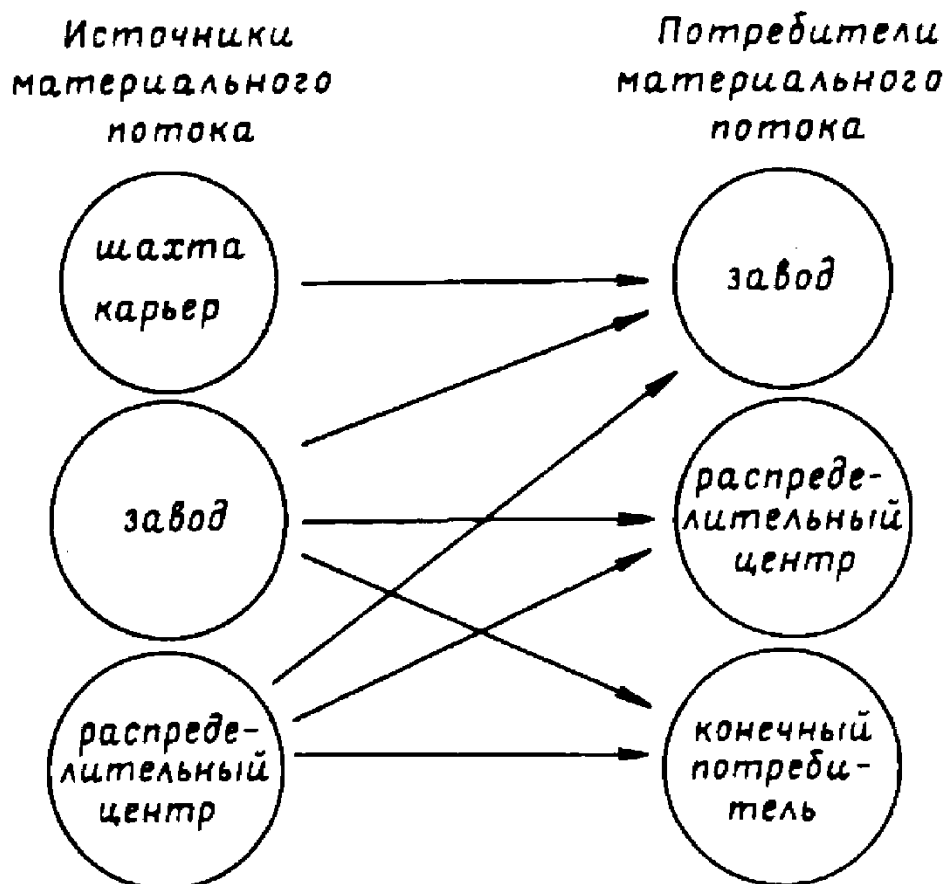 Источники
материального
потока
шахта
карьер
завод
распреде-
лительный
центр
Потребители
материального
потока
завод
распреде-
лительный
центр
конечный
потреби-
тель